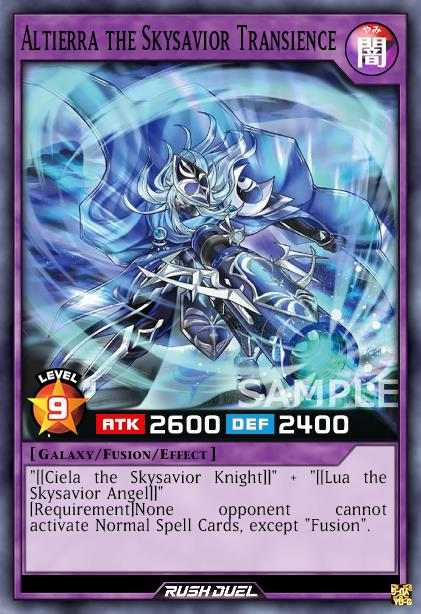 ALTIERRA THE SKYSAVIOR TRANSIENCE
やみ
闇
SAMPLE
LEVEL
9
ATK 2600 DEF 2400
[GALAXY/FUSION/EFFECT]
"[[Ciela the Skysavior Knight]]" + "[[Lua the
Skysavior Angel]]"
[Requirement]None opponent cannot
activate Normal Spell Cards, except "Fusion".
RUSH DUEL